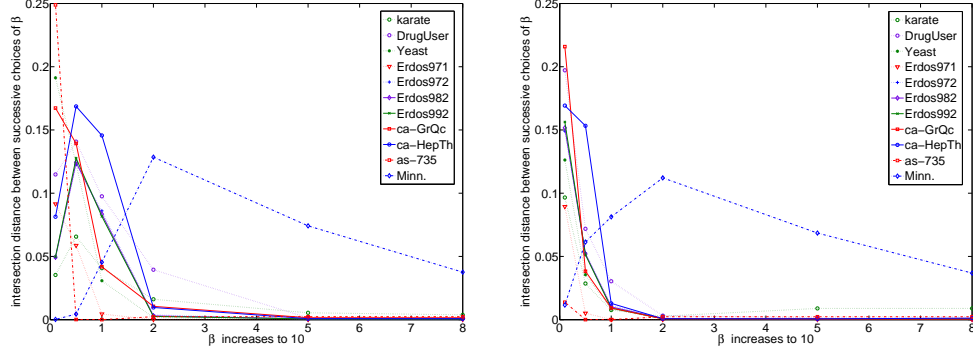 intersection distance between successive choices of β
0.25
0.2
0.15
0.1
0.05
0
0 1 2 3 4 5 6 7 8
β increases to 10
karate
DrugUser
Yeast
Erdos971
Erdos972
Erdos982
Erdos992
ca−GrQc
ca−HepTh
as−735
Minn.
intersection distance between successive choices of β
0.25
0.2
0.15
0.1
0.05
0
0 1 2 3 4 5 6 7 8
β increases to 10
karate
DrugUser
Yeast
Erdos971
Erdos972
Erdos982
Erdos992
ca−GrQc
ca−HepTh
as−735
Minn.